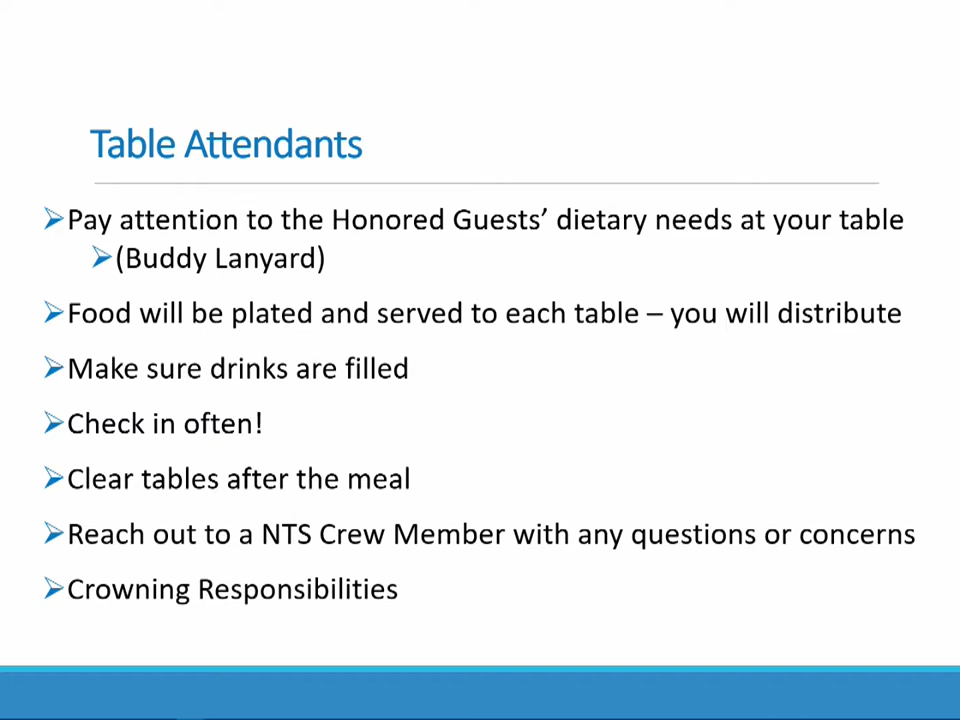 Table Attendants
Pay attention to the Honored Guests’ dietary needs at your table
(Buddy Lanyard)
Food will be plated and served to each table – you will distribute
Make sure drinks are filled
Check in often!
Clear tables after the meal
Reach out to a NTS Crew Member with any questions or concerns
Crowning Responsibilities